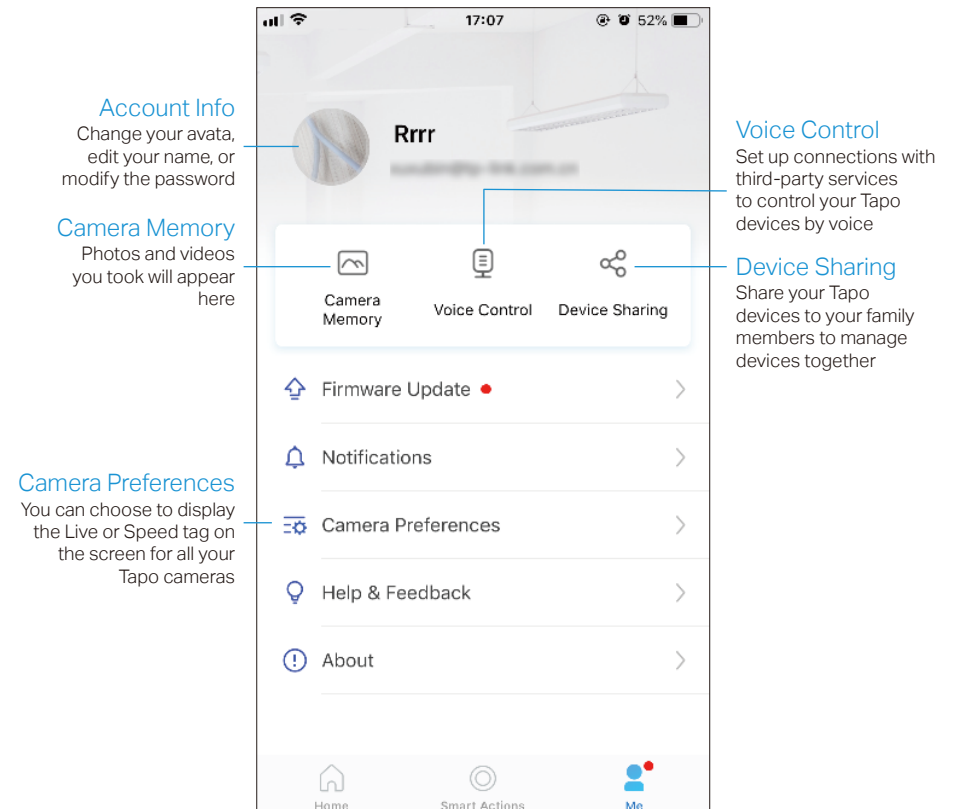 17:07
52%
Account Info
Change your avata,
edit your name, or
modify the password
Rrrr
Voice Control
Set up connections with
third-party services
to control your Tapo
devices by voice
Camera Memory
Photos and videos
you took will appear
here
Device Sharing
Share your Tapo
devices to your family
members to manage
devices together
Camera
Memory
Voice Control
Device Sharing
Firmware Update
Notifications
Camera Preferences
You can choose to display
the Live or Speed tag on
the screen for all your
Tapo cameras
Camera Preferences
Help & Feedback
About
Home
Smart Actions
Me